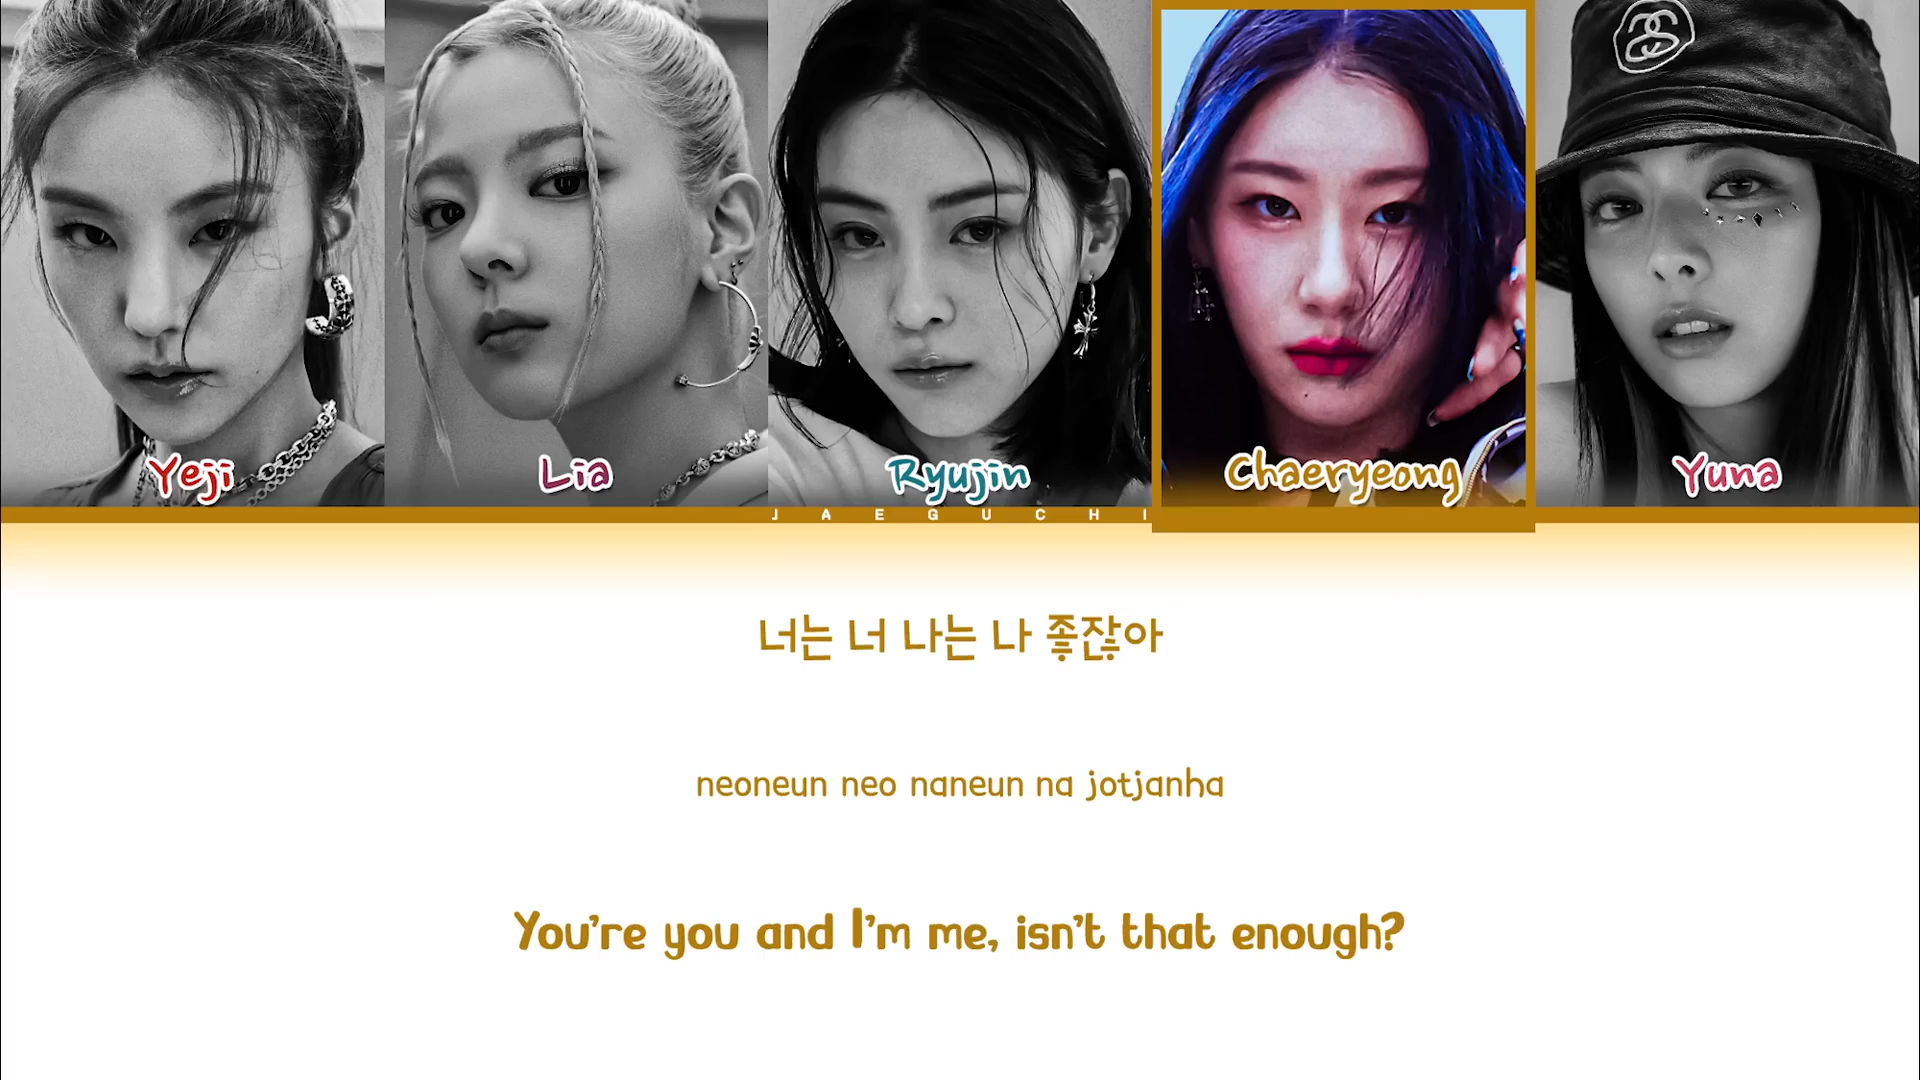 Yeji
Lia
Ryujin
Chaeryeong
Yuna
JAEGUCHI
너는 너 나는 나 좋잖아
neoneun neo naneun na jotjanha
You're you and I'm me, isn't that enough?